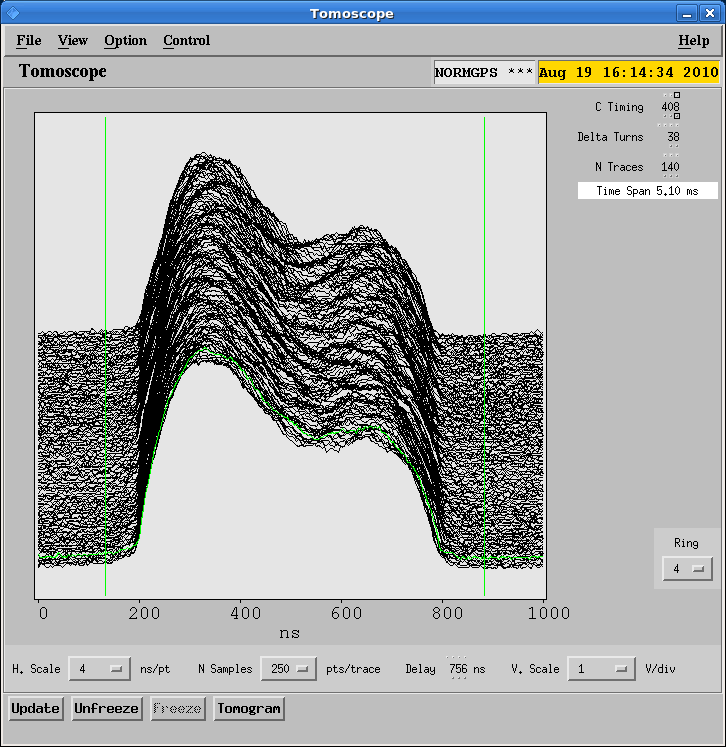 Tomoscope
File View Option Control Help
Tomoscope NORMGPS *** Aug 19 16:14:34 2010
C Timing 408
Delta Turns 38
N Traces 140
Time Span 5.10 ms
Ring
4
0 200 400 600 800 1000
ns
H. Scale 4 ns/pt N Samples 250 pts/trace Delay 756 ns V. Scale 1 V/div
Update Unfreeze Freeze Tomogram